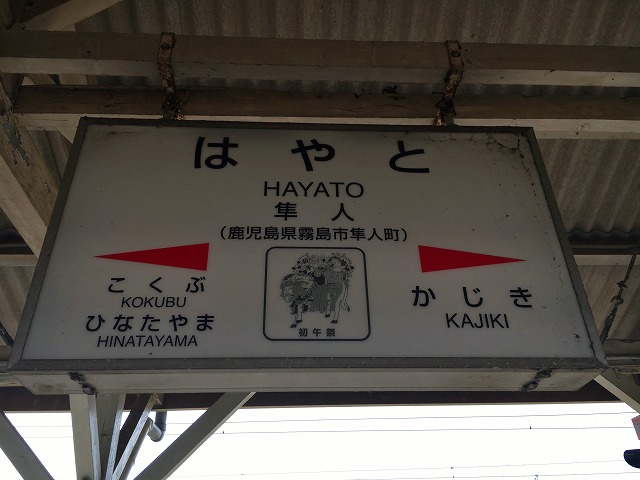 はやと
HAYATO
隼人
(鹿児島県霧島市隼人町)
こくぶ
KOKUBU
ひなたやま
HINATAYAMA
初午祭
かじき
KAJIKI